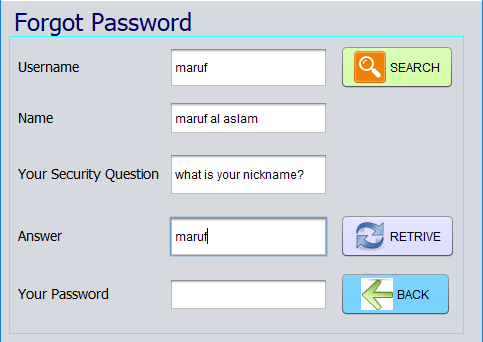 Forgot Password
Username maruf SEARCH
Name maruf al aslam
Your Security Question what is your nickname?
Answer maruf RETRIVE
Your Password BACK